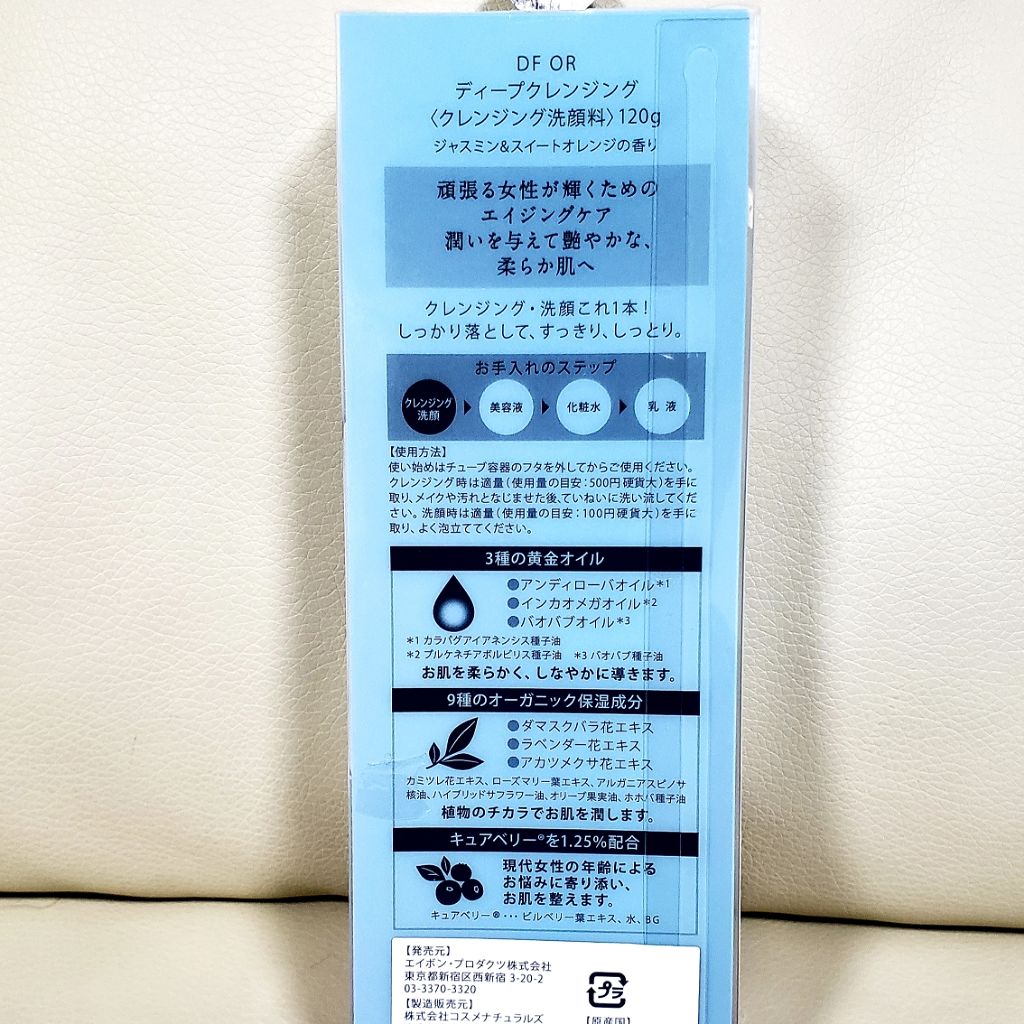 DF OR
ディープクレンジング
〈クレンジング洗顔料〉120g
ジャスミン&スイートオレンジの香り
頑張る女性が輝くための
エイジングケア
潤いを与えて艶やかな、
柔らか肌へ
クレンジング・洗顔これ1本！
しっかり落として、すっきり、しっとり。
お手入れのステップ
クレンジング
洗顔
美容液
化粧水
乳液
【使用方法】
使い始めはチューブ容器のフタを外してからご使用ください。
クレンジング時は適量(使用量の目安:500円硬貨大)を手に
取り、メイクや汚れとなじませた後、ていねいに洗い流してくだ
さい。洗顔時は適量(使用量の目安:100円硬貨大)を手に
取り、よく泡立ててください。
3種の黄金オイル
●アンディローバオイル*1
●インカオメガオイル*2
●バオバブオイル*3
*1 カラパグアイアネンシス種子油
*2 プルケネチアボルビリス種子油 *3 バオバブ種子油
お肌を柔らかく、しなやかに導きます。
9種のオーガニック保湿成分
●ダマスクバラ花エキス
●ラベンダー花エキス
●アカツメクサ花エキス
カミツレ花エキス、ローズマリー葉エキス、アルガニアスピノサ
核油、ハイブリッドサフラワー油、オリーブ果実油、ホホバ種子油
植物のチカラでお肌を潤します。
キュアベリー®を1.25%配合
現代女性の年齢による
お悩みに寄り添い、
お肌を整えます。
キュアベリー®･･･ビルベリー葉エキス、水、BG
【発売元】
エイボン・プロダクツ株式会社
東京都新宿区西新宿 3-20-2
03-3370-3320
【製造販売元】
株式会社コスメナチュラルズ
プラ
【原産国】